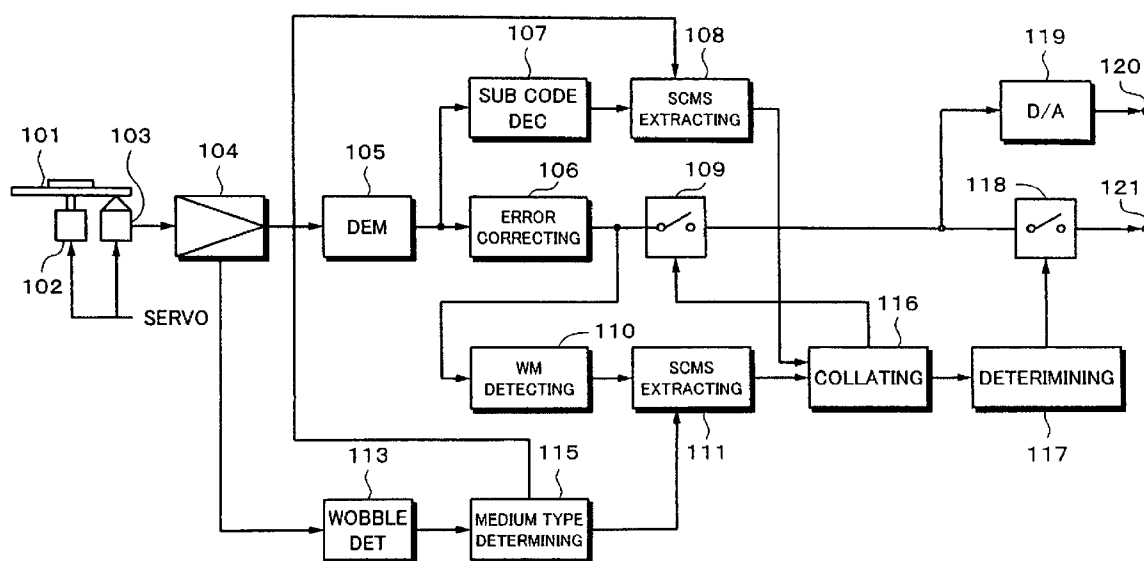 107
108
119
120
SUB CODE
DEC
SCMS
EXTRACTING
D/A
101
103
104
105
106
109
118
121
DEM
ERROR
CORRECTING
102
SERVO
110
116
WM
DETECTING
SCMS
EXTRACTING
COLLATING
DETERIMINING
111
117
113
115
WOBBLE
DET
MEDIUM TYPE
DETERMINING